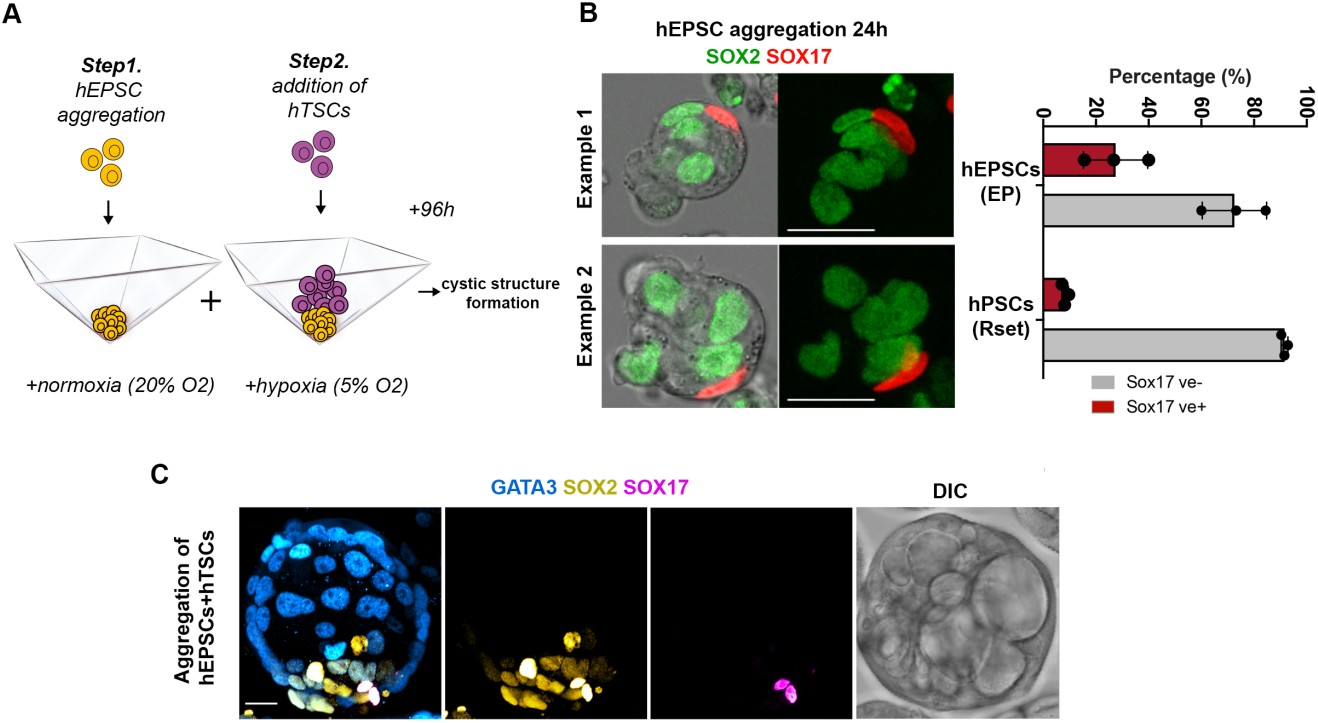 A
Step1.
hEPSC
aggregation
Step2.
addition of
hTSCs
+96h
+
cystic structure
formation
+normoxia (20% O2)
+hypoxia (5% O2)
B
hEPSC aggregation 24h
SOX2 SOX17
Example 1
Example 2
Percentage (%)
0 20 40 60 80 100
hEPSCs
(EP)
hPSCs
(Rset)
Sox17 ve-
Sox17 ve+
C
GATA3 SOX2 SOX17
DIC
Aggregation of
hEPSCs+hTSCs